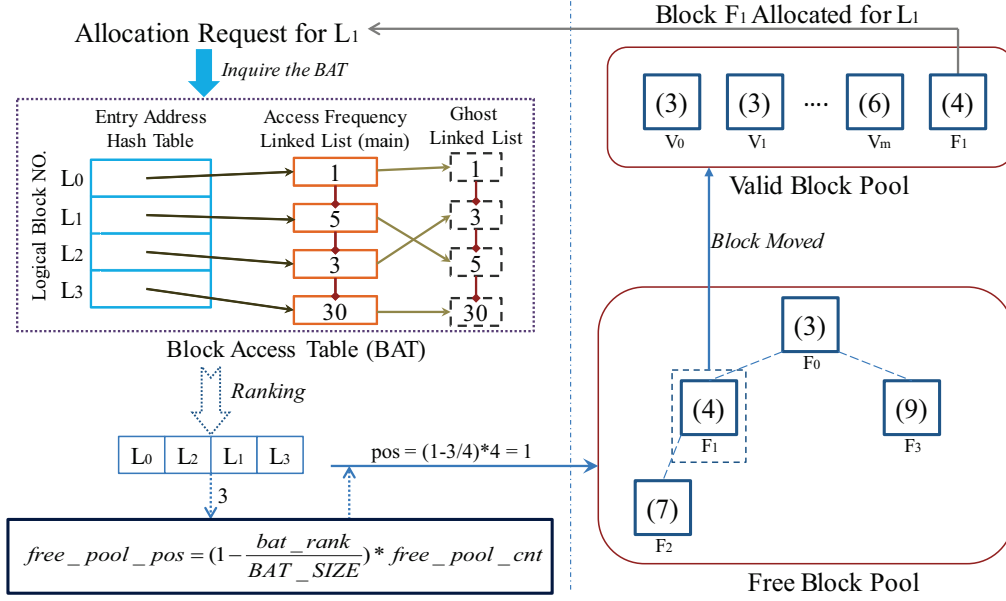 Allocation Request for L1
Inquire the BAT
Entry Address
Hash Table
Access Frequency
Linked List (main)
Ghost
Linked List
Logical Block NO.
L0
L1
L2
L3
1
5
3
30
1
3
5
30
Block Access Table (BAT)
Ranking
L0 L2 L1 L3
3
pos = (1-3/4)*4 = 1
free_pool_pos = (1 - bat_rank / BAT_SIZE) * free_pool_cnt
Block F1 Allocated for L1
(3) (3) .... (6) (4)
V0 V1 Vm F1
Valid Block Pool
Block Moved
(3)
F0
(4) (9)
F1 F3
(7)
F2
Free Block Pool